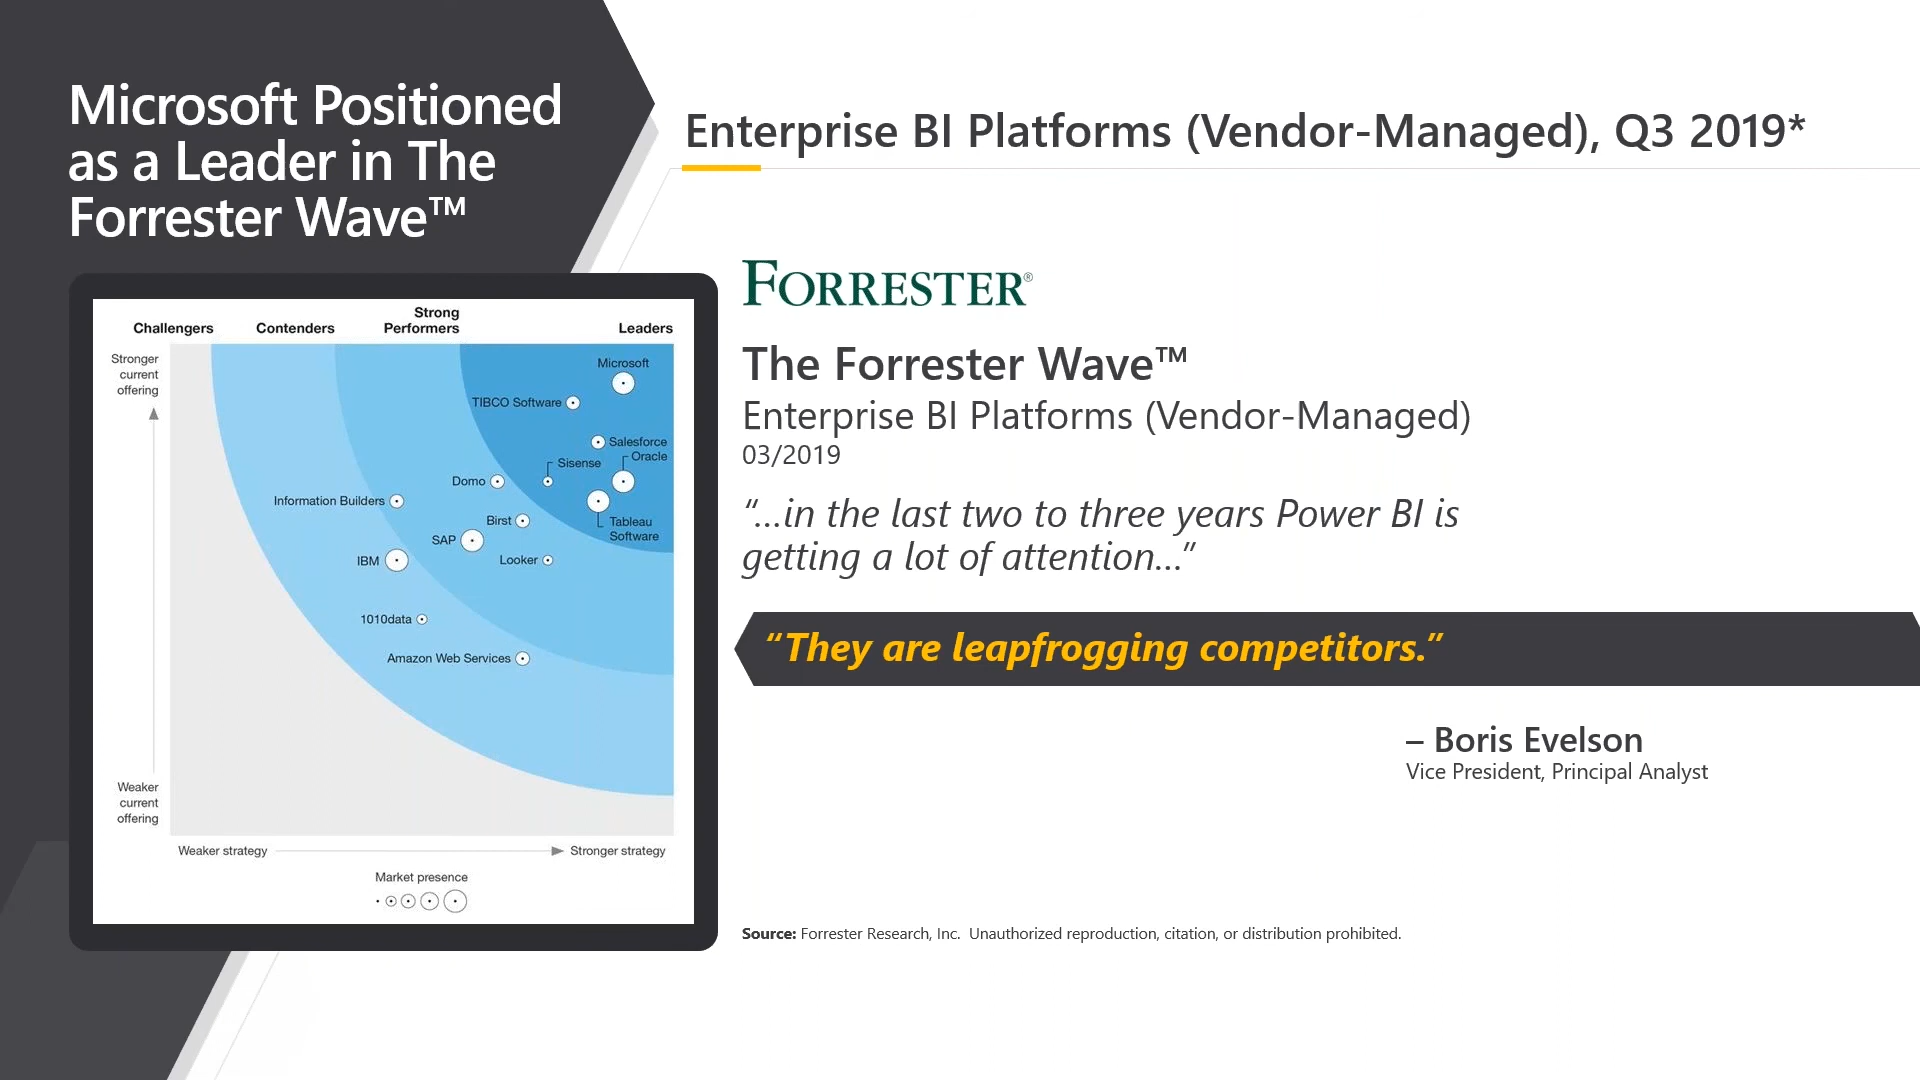 Microsoft Positioned
as a Leader in The
Forrester Wave™
Enterprise BI Platforms (Vendor-Managed), Q3 2019*
Challengers
Contenders
Strong
Performers
Leaders
Stronger
current
offering
Weaker
current
offering
Microsoft
TIBCO Software
Salesforce
Oracle
Sisense
Domo
Information Builders
Birst
Tableau
Software
SAP
IBM
Looker
1010data
Amazon Web Services
Weaker strategy
Stronger strategy
Market presence
FORRESTER®
The Forrester Wave™
Enterprise BI Platforms (Vendor-Managed)
03/2019
“...in the last two to three years Power BI is
getting a lot of attention...”
“They are leapfrogging competitors.”
– Boris Evelson
Vice President, Principal Analyst
Source: Forrester Research, Inc.  Unauthorized reproduction, citation, or distribution prohibited.